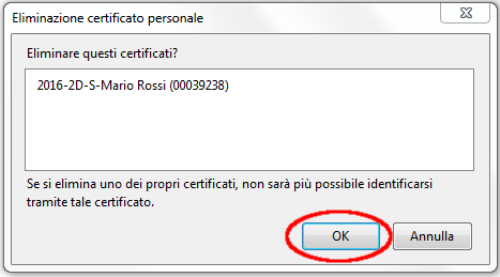 Eliminazione certificato personale
Eliminare questi certificati?
2016-2D-S-Mario Rossi (00039238)
Se si elimina uno dei propri certificati, non sarà più possibile identificarsi
tramite tale certificato.
OK
Annulla